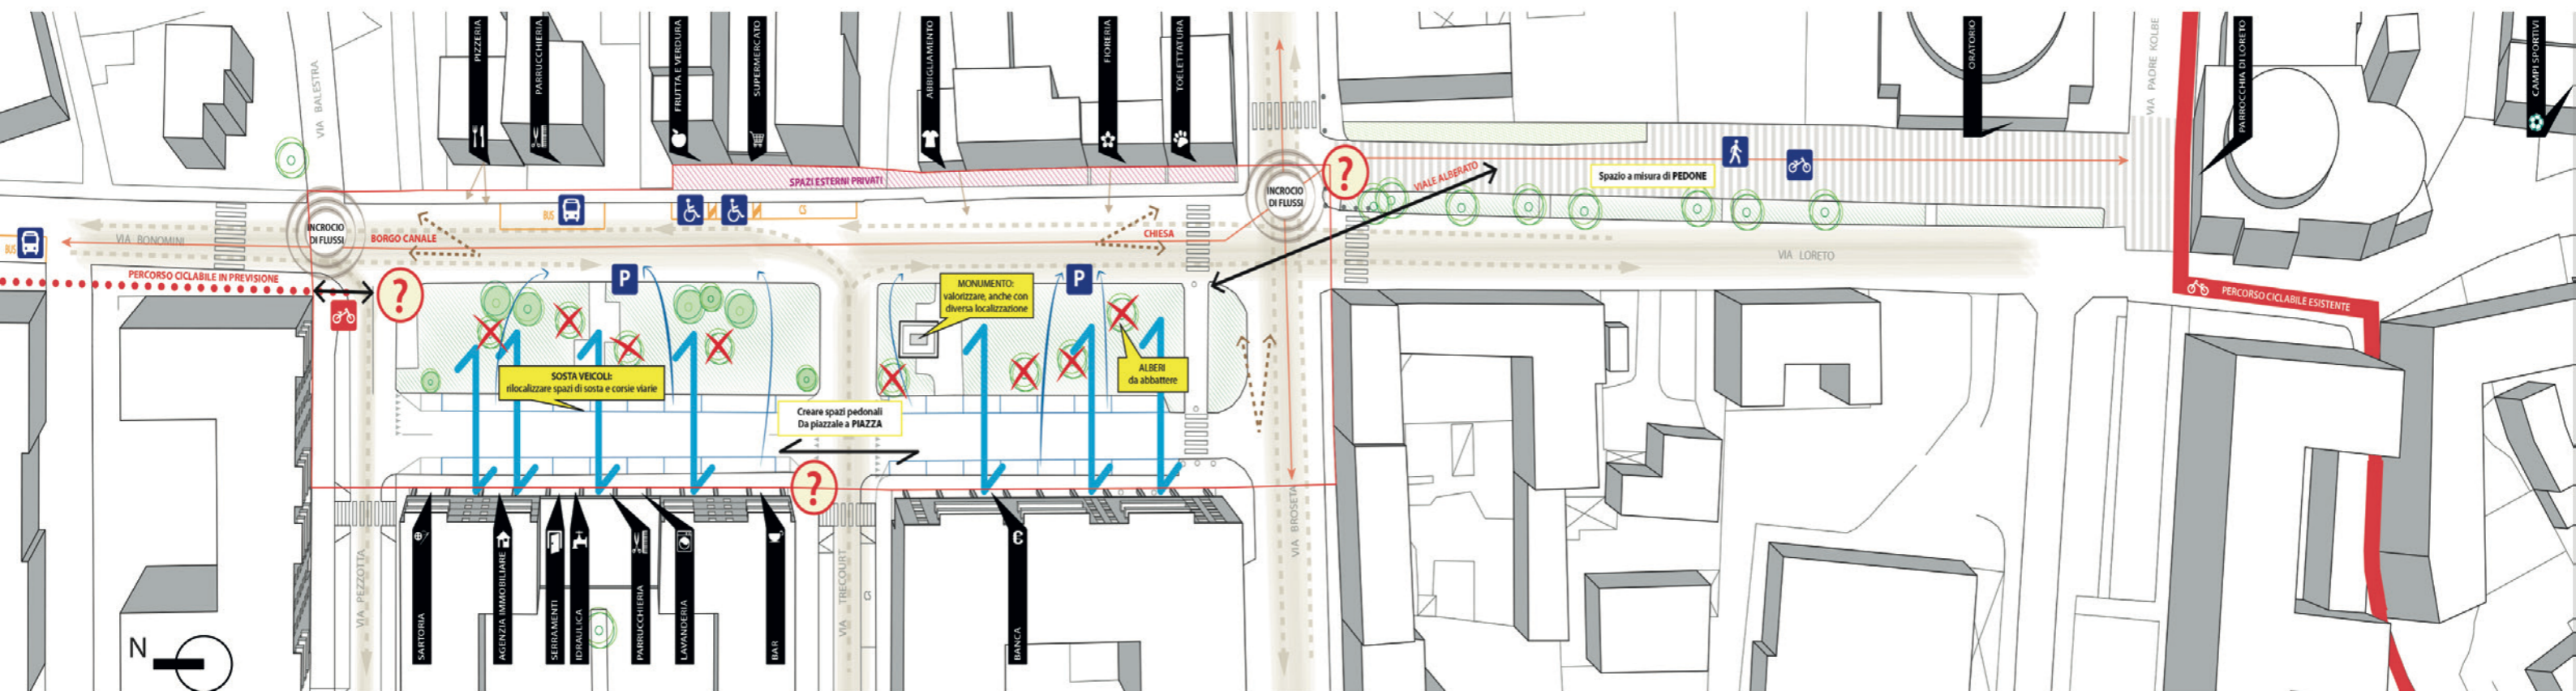 PIZZERIA
PARRUCCHIERIA
FRUTTA E VERDURA
SUPERMERCATO
ABBIGLIAMENTO
FIORERIA
TOELETTATURA
ORATORIO
VIA PADRE KOLBE
PARROCCHIA DI LORETO
CAMPI SPORTIVI
VIA BALESTRA
SPAZI ESTERNI PRIVATI
INCROCIO
DI FLUSSI
?
VIALE ALBERATO
Spazio a misura di PEDONE
BUS
VIA BONOMINI
INCROCIO
DI FLUSSI
BORGO CANALE
BUS
CS
CHIESA
VIA LORETO
PERCORSO CICLABILE IN PREVISIONE
?
P
MONUMENTO:
valorizzare, anche con
diversa localizzazione
P
PERCORSO CICLABILE ESISTENTE
SOSTA VEICOLI:
rilocalizzare spazi di sosta e corsie viarie
ALBERI
da abbattere
Creare spazi pedonali
Da piazzale a PIAZZA
?
VIA BROSETA
VIA PEZZOTTA
SARTORIA
AGENZIA IMMOBILIARE
SERRAMENTI
IDRAULICA
PARRUCCHIERIA
LAVANDERIA
BAR
VIA TRECOURT
CS
€
BANCA
N